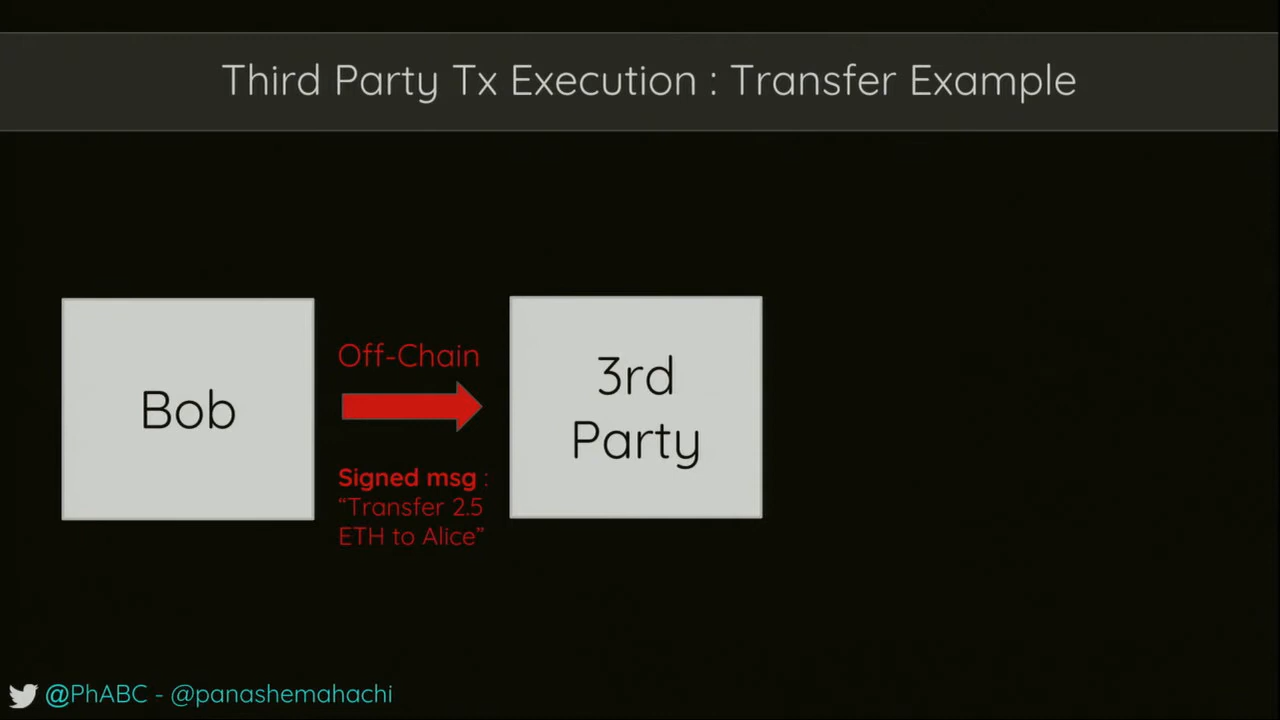 Third Party Tx Execution : Transfer Example
Bob
Off-Chain
Signed msg :
“Transfer 2.5
ETH to Alice”
3rd
Party
@PhABC - @panashemahachi